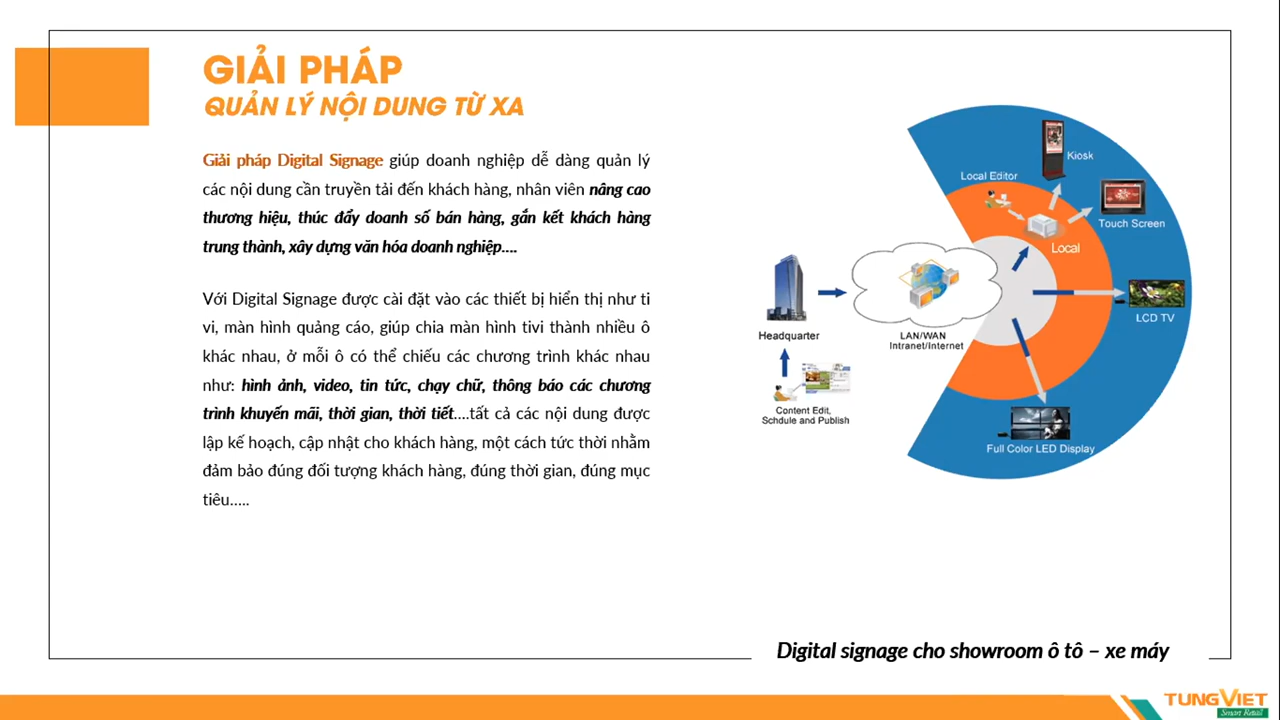 GIẢI PHÁP
QUẢN LÝ NỘI DUNG TỪ XA
Giải pháp Digital Signage giúp doanh nghiệp dễ dàng quản lý
các nội dung cần truyền tải đến khách hàng, nhân viên nâng cao
thương hiệu, thúc đẩy doanh số bán hàng, gắn kết khách hàng
trung thành, xây dựng văn hóa doanh nghiệp....
Với Digital Signage được cài đặt vào các thiết bị hiển thị như ti
vi, màn hình quảng cáo, giúp chia màn hình tivi thành nhiều ô
khác nhau, ở mỗi ô có thể chiếu các chương trình khác nhau
như: hình ảnh, video, tin tức, chạy chữ, thông báo các chương
trình khuyến mãi, thời gian, thời tiết....tất cả các nội dung được
lập kế hoạch, cập nhật cho khách hàng, một cách tức thời nhằm
đảm bảo đúng đối tượng khách hàng, đúng thời gian, đúng mục
tiêu.....
Kiosk
Local Editor
Touch Screen
Local
LCD TV
Headquarter
LAN/WAN
Intranet/Internet
Content Edit,
Schdule and Publish
Full Color LED Display
Digital signage cho showroom ô tô – xe máy
TUNGVIET
Smart Retail